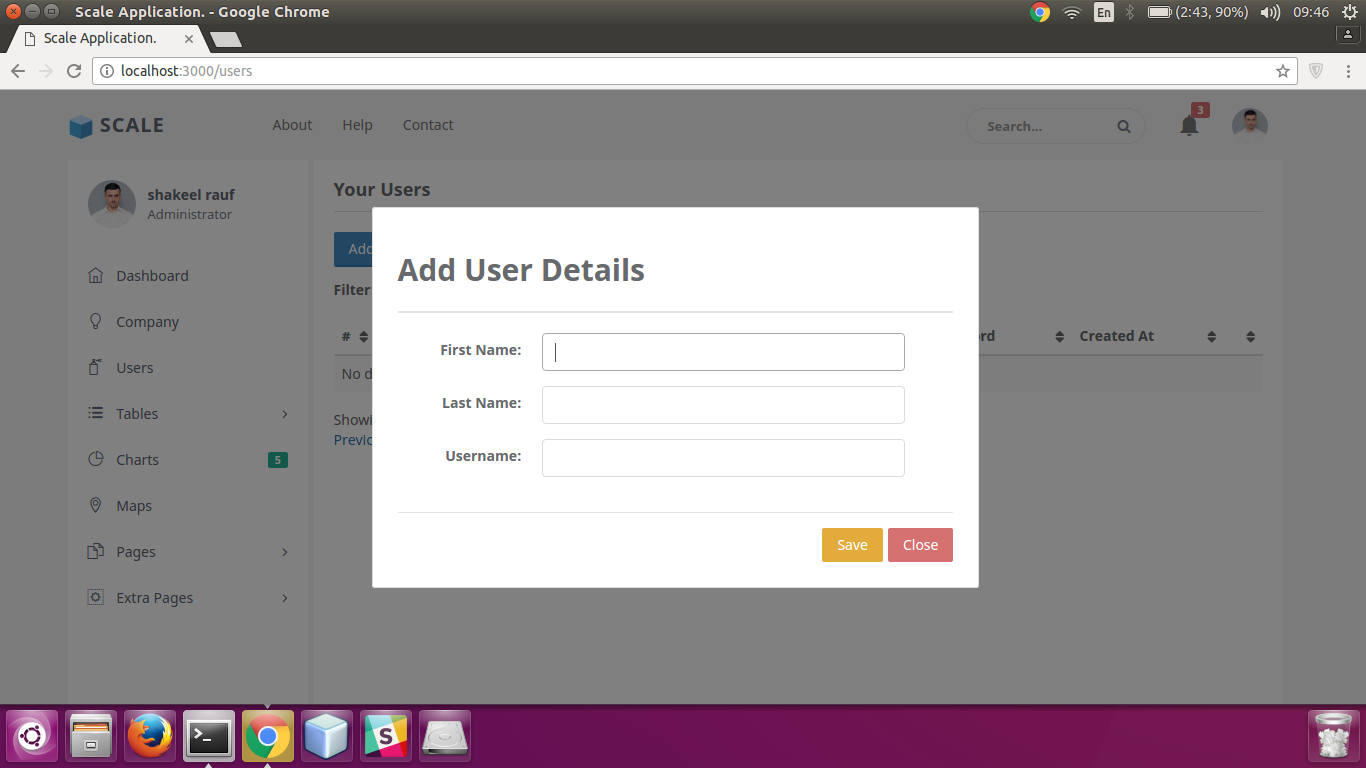 Scale Application. - Google Chrome
En
(2:43, 90%)
09:46
Scale Application.
localhost:3000/users
SCALE
About
Help
Contact
Search...
3
shakeel rauf
Administrator
Dashboard
Company
Users
Tables
Charts
5
Maps
Pages
Extra Pages
Your Users
Add
Filter
#
rd
Created At
No d
Showi
Previo
Add User Details
First Name:
Last Name:
Username:
Save
Close